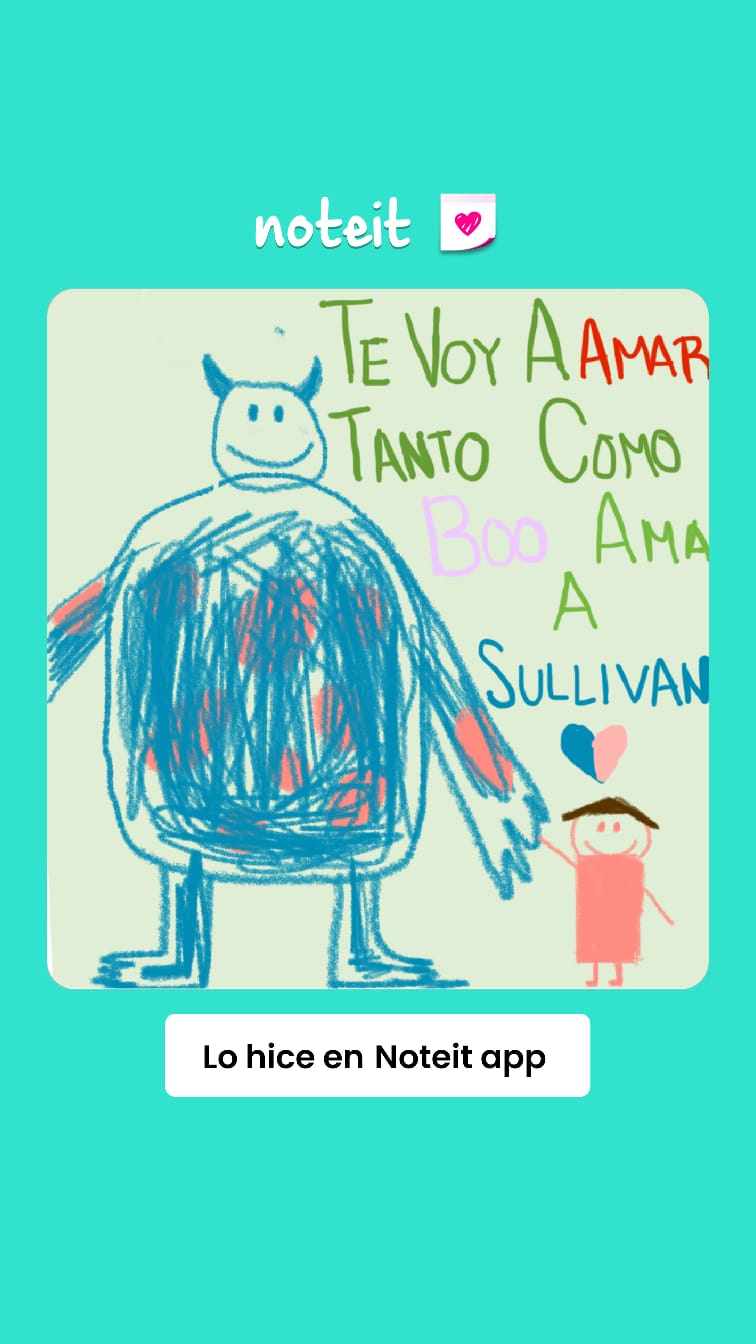 noteit
TE VOY A AMAR
TANTO COMO
BOO AMA
A
SULLIVAN
Lo hice en Noteit app